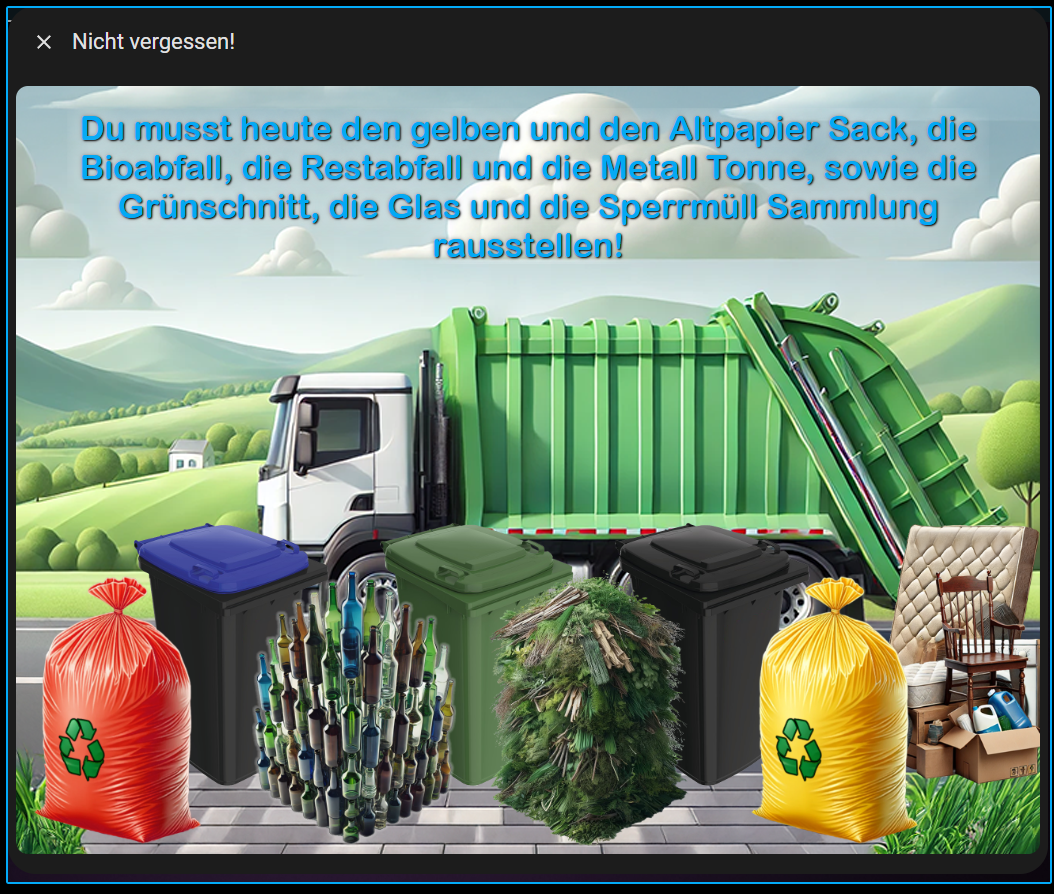 Nicht vergessen!
Du musst heute den gelben und den Altpapier Sack, die
Bioabfall, die Restabfall und die Metall Tonne, sowie die
Grünschnitt, die Glas und die Sperrmüll Sammlung
rausstellen!